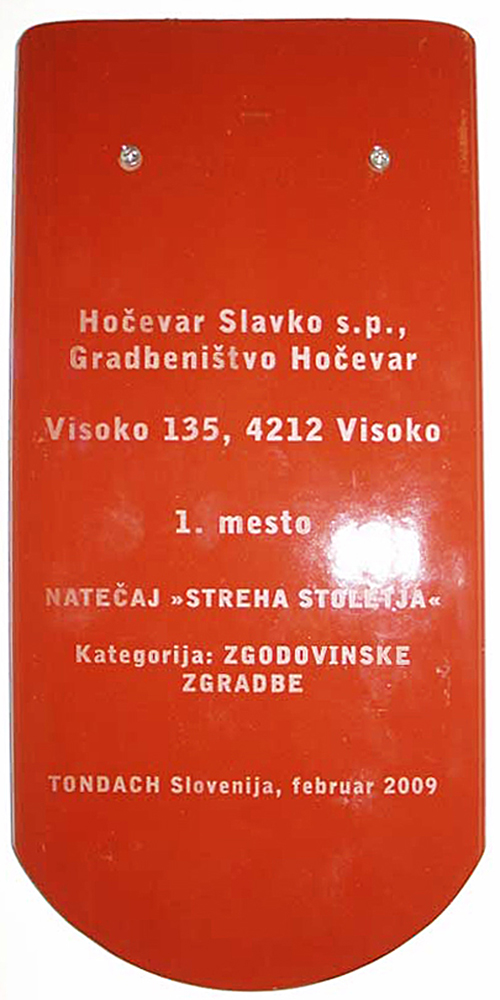 Hočevar Slavko s.p.,
Gradbeništvo Hočevar
Visoko 135, 4212 Visoko
1. mesto
NATEČAJ »STREHA STOLETJA«
Kategorija: ZGODOVINSKE
ZGRADBE
TONDACH Slovenija, februar 2009